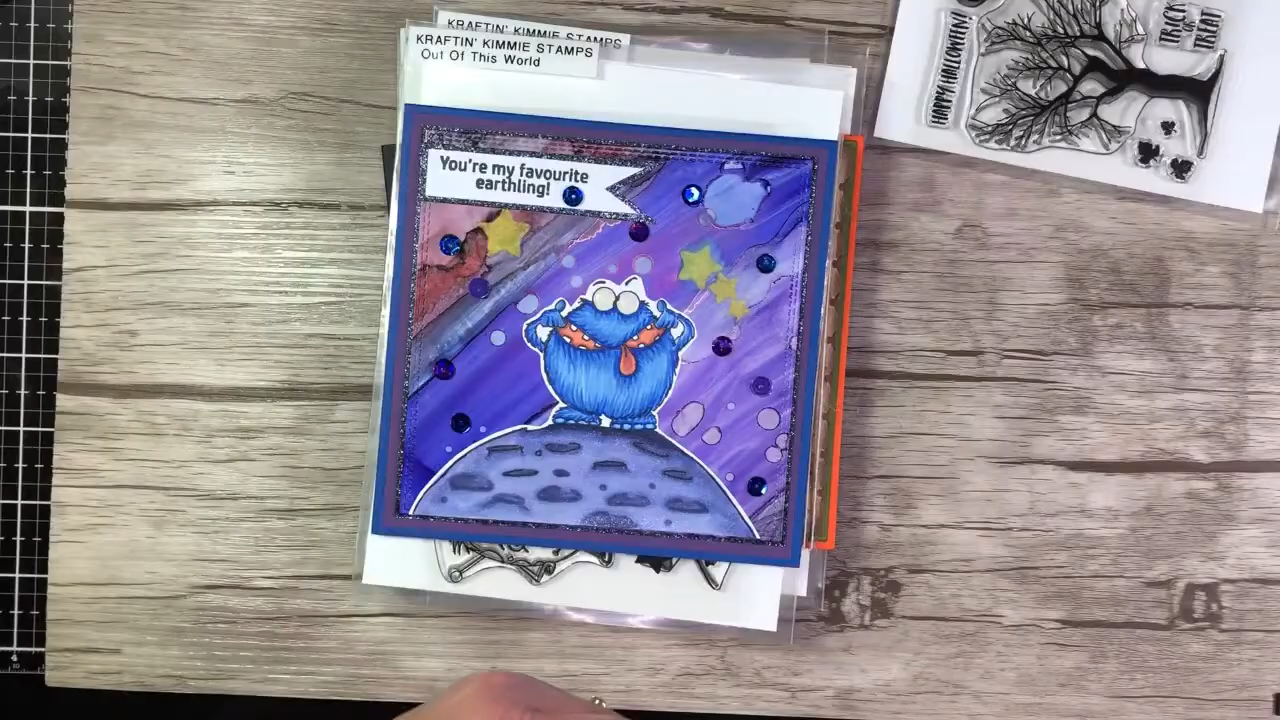 KRAFTIN' KIMMIE STAMPS
KRAFTIN' KIMMIE STAMPS
Out Of This World
You're my favourite
earthling!
HAPPY HALLOWEEN!
TRICK
OR
TREAT